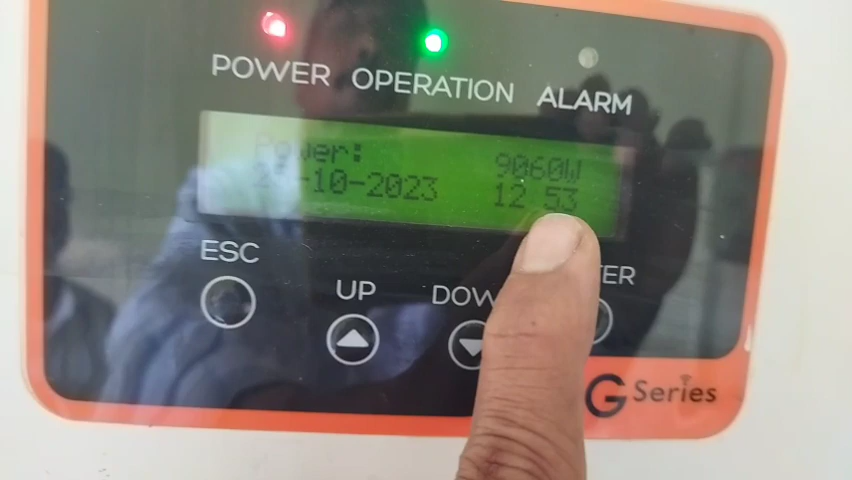 POWER OPERATION ALARM
Power: 9060W
-10-2023 12 53
ESC
UP
G Series